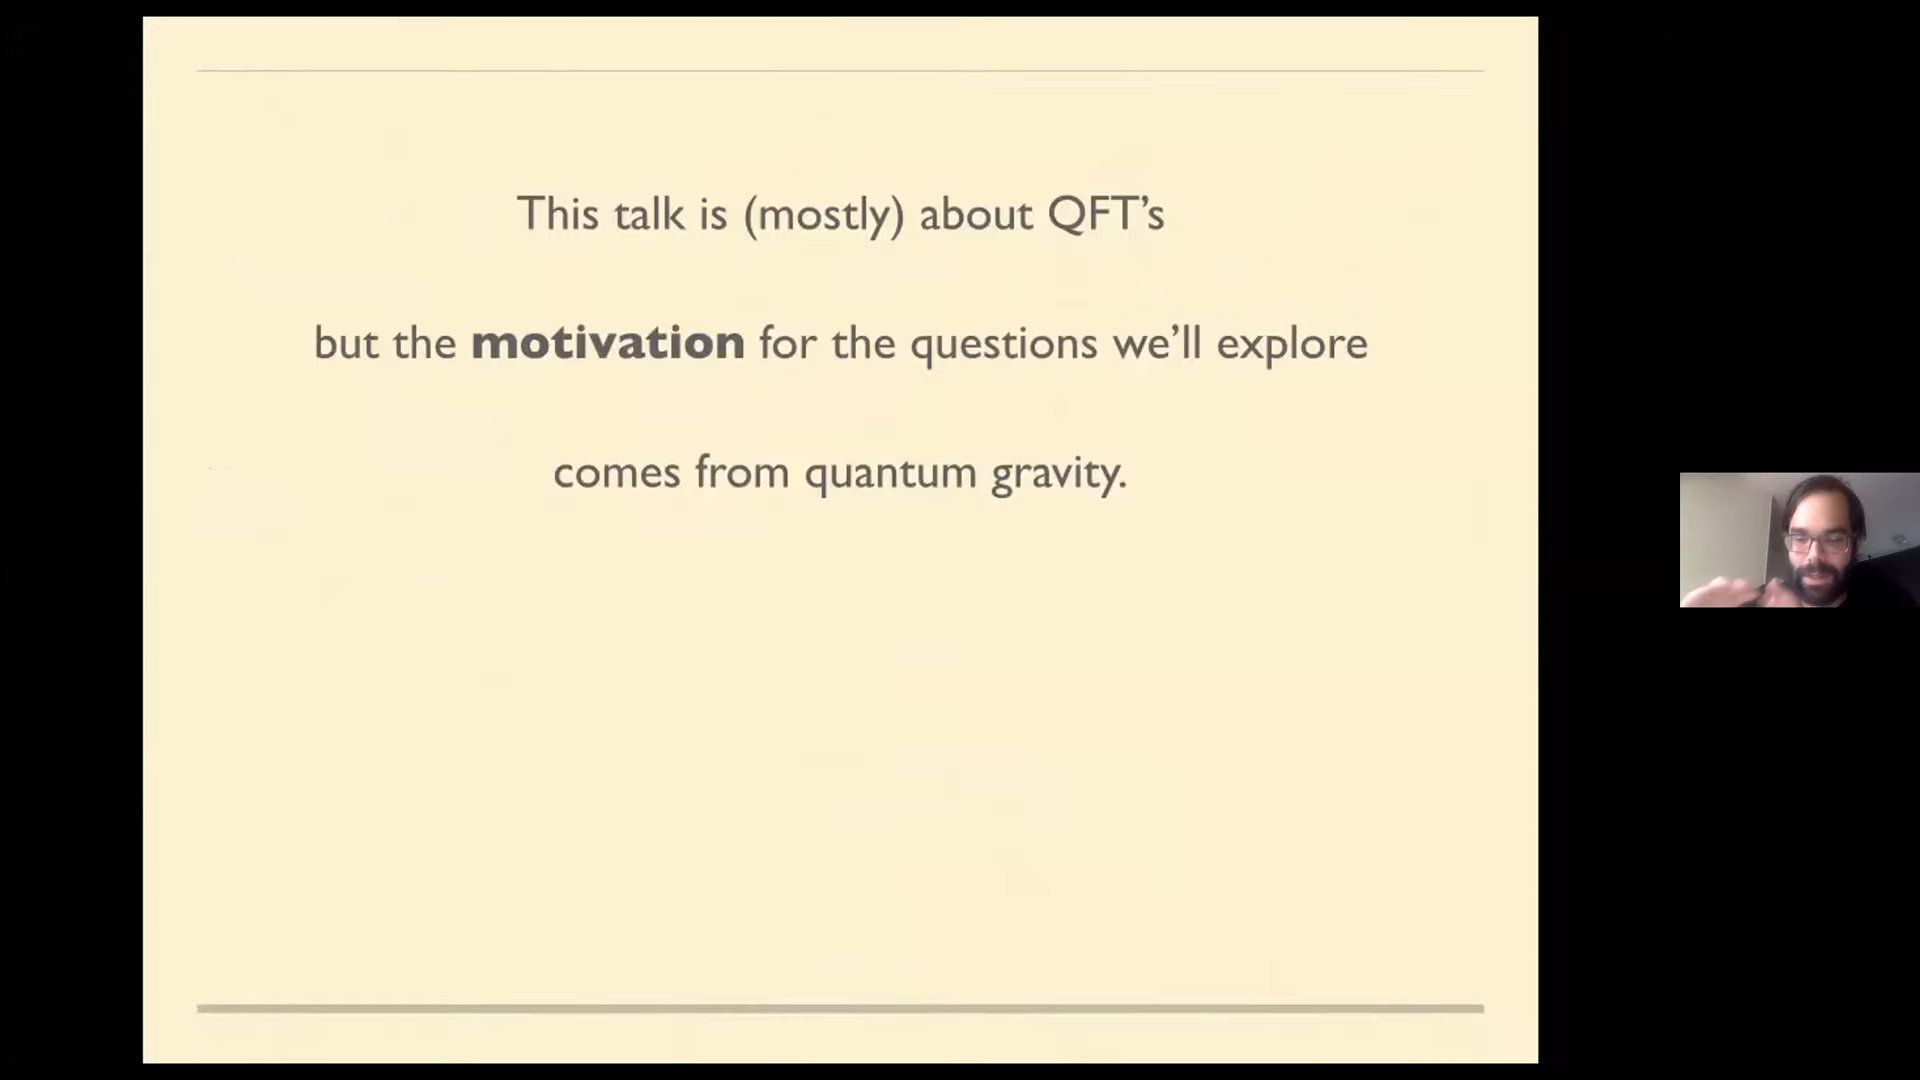 This talk is (mostly) about QFT’s
but the motivation for the questions we’ll explore
comes from quantum gravity.